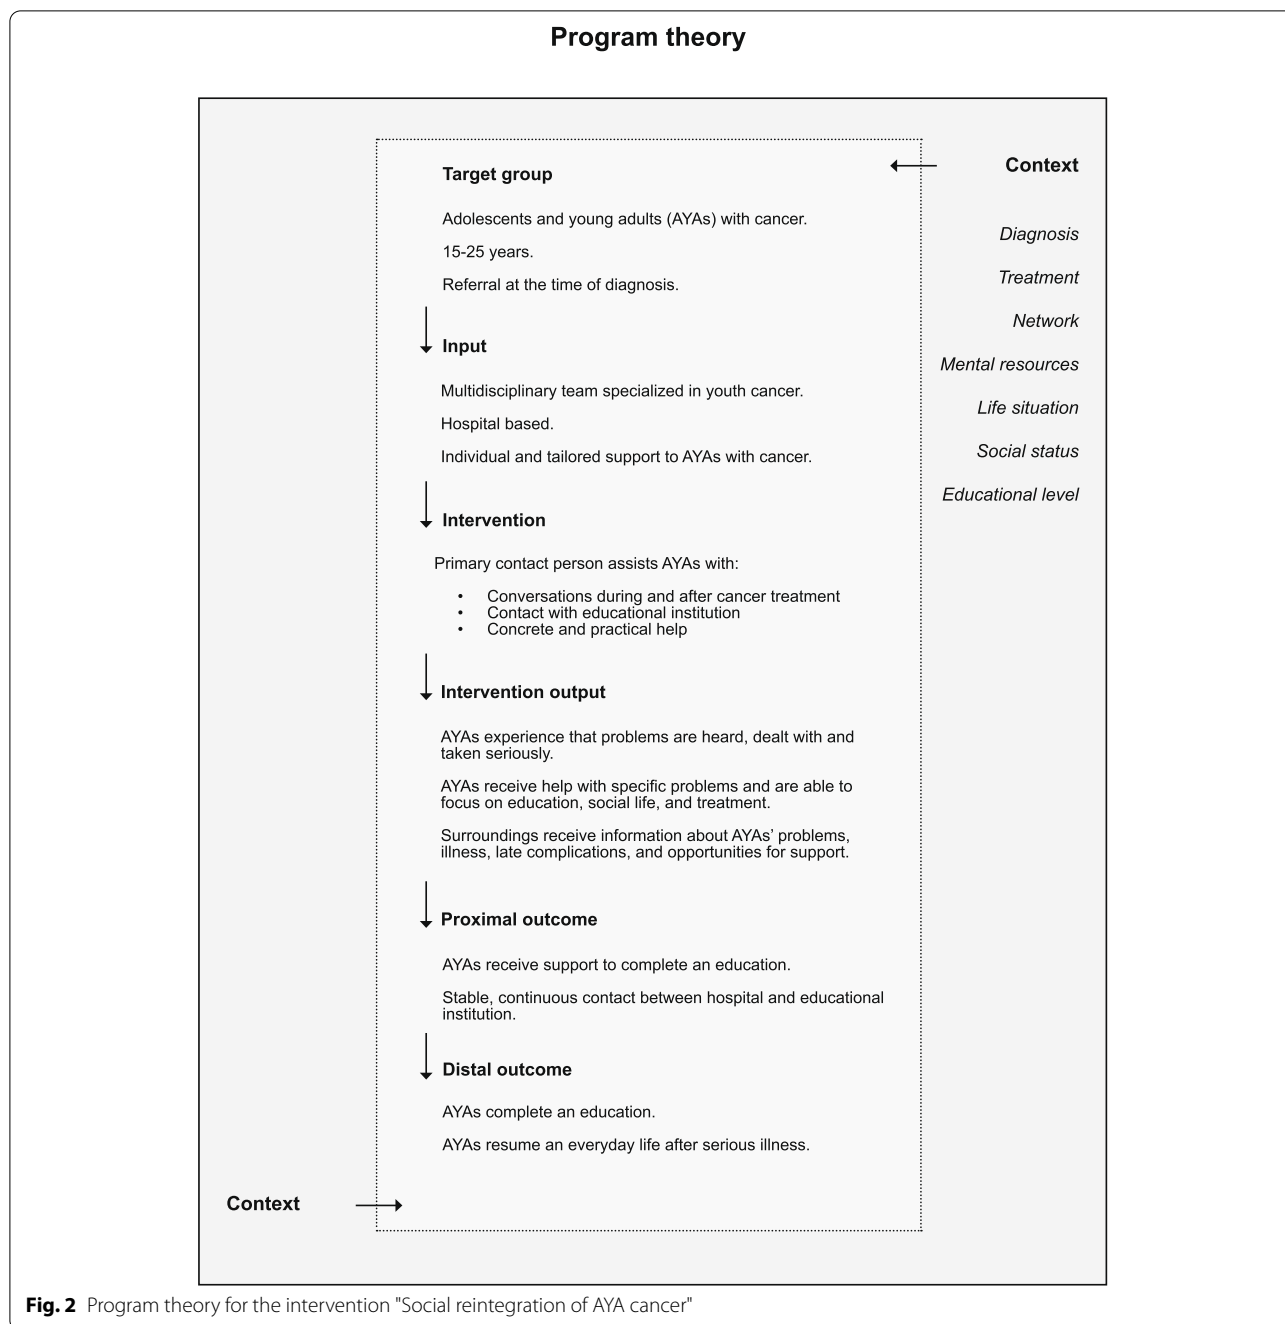 Program theory
Target group
Adolescents and young adults (AYAs) with cancer.
15-25 years.
Referral at the time of diagnosis.
Input
Multidisciplinary team specialized in youth cancer.
Hospital based.
Individual and tailored support to AYAs with cancer.
Intervention
Primary contact person assists AYAs with:
• Conversations during and after cancer treatment
• Contact with educational institution
• Concrete and practical help
Intervention output
AYAs experience that problems are heard, dealt with and
taken seriously.
AYAs receive help with specific problems and are able to
focus on education, social life, and treatment.
Surroundings receive information about AYAs’ problems,
illness, late complications, and opportunities for support.
Proximal outcome
AYAs receive support to complete an education.
Stable, continuous contact between hospital and educational
institution.
Distal outcome
AYAs complete an education.
AYAs resume an everyday life after serious illness.
Context
Diagnosis
Treatment
Network
Mental resources
Life situation
Social status
Educational level
Context
Fig. 2 Program theory for the intervention "Social reintegration of AYA cancer"